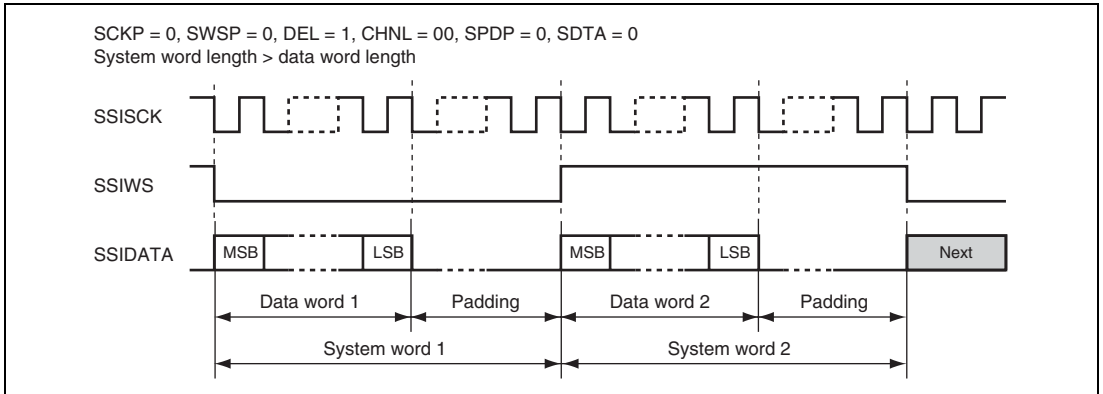 SCKP = 0, SWSP = 0, DEL = 1, CHNL = 00, SPDP = 0, SDTA = 0
System word length > data word length
SSISCK
SSIWS
SSIDATA
MSB
LSB
MSB
LSB
Next
Data word 1
Padding
Data word 2
Padding
System word 1
System word 2